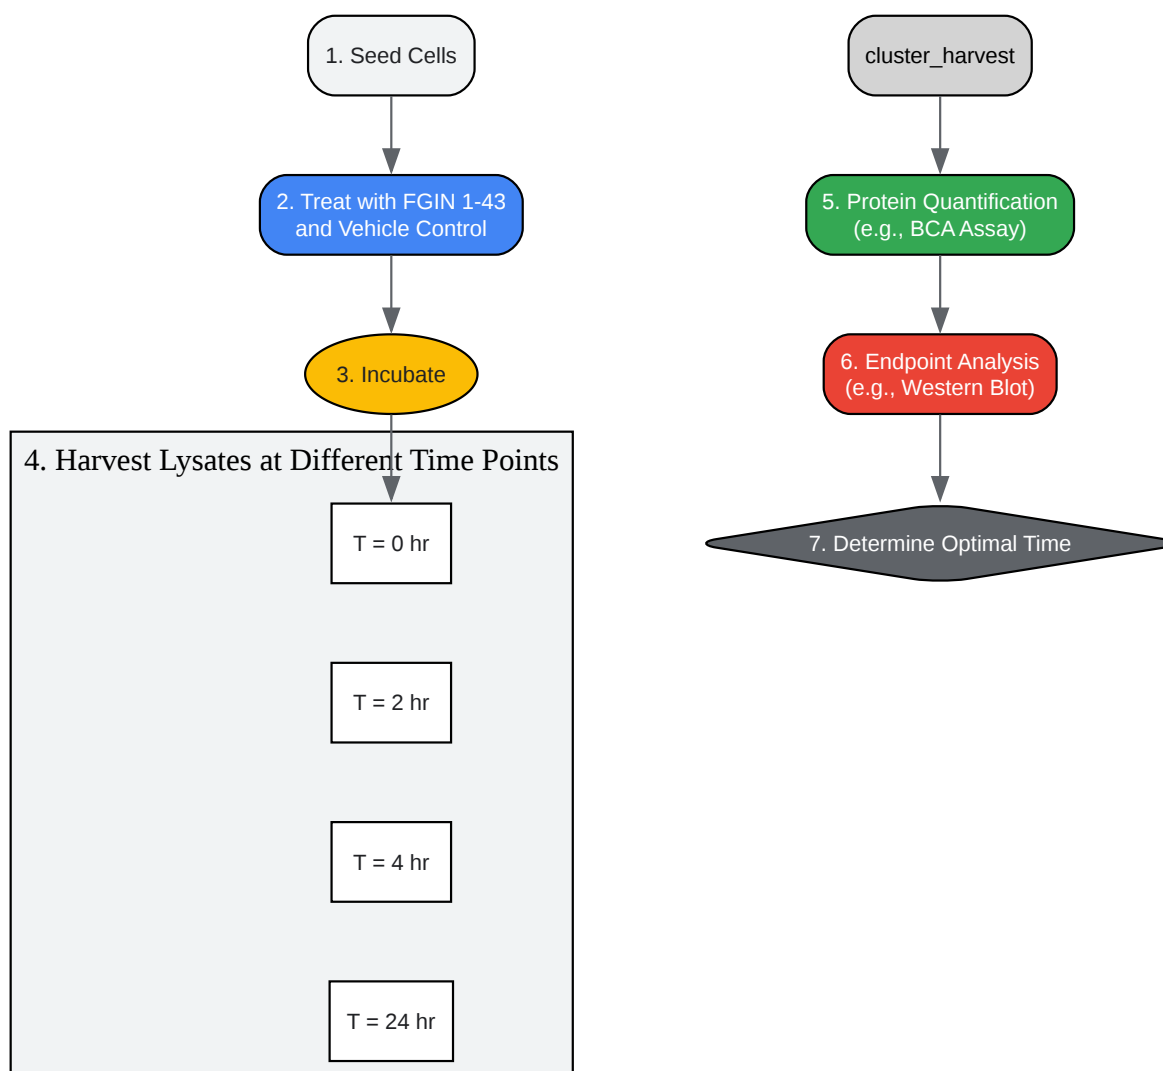 1. Seed Cells
2. Treat with FGIN 1-43
and Vehicle Control
3. Incubate
4. Harvest Lysates at Different Time Points
T = 0 hr
T = 2 hr
T = 4 hr
T = 24 hr
cluster_harvest
5. Protein Quantification
(e.g., BCA Assay)
6. Endpoint Analysis
(e.g., Western Blot)
7. Determine Optimal Time